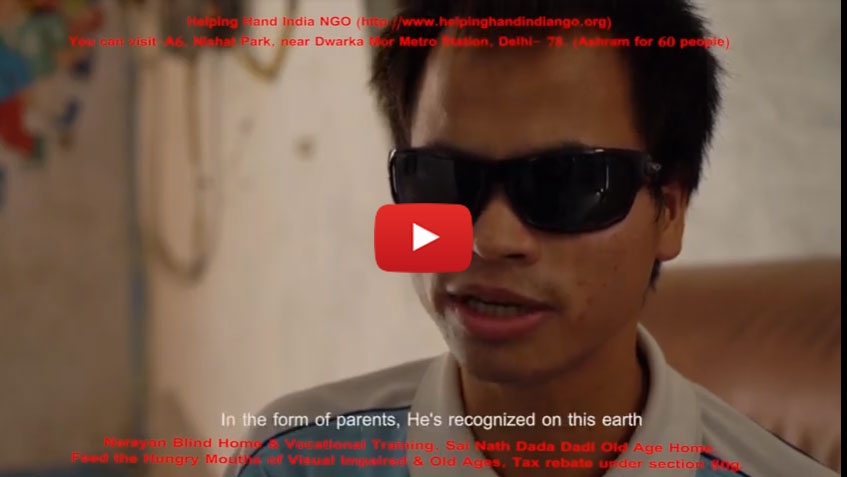 Helping Hand India NGO (http://www.helpinghandindiango.org)
You can visit A6, Nishat Park, near Dwarka Mor Metro Station, Delhi- 78 (Ashram for 60 people)
In the form of parents, He's recognized on this earth
Narayan Blind Home & Vocational Training, Sai Nath Dada Dadi Old Age Home
Feed the Hungry Mouths of Visual Impaired & Old Ages, Tax rebate under section 80g